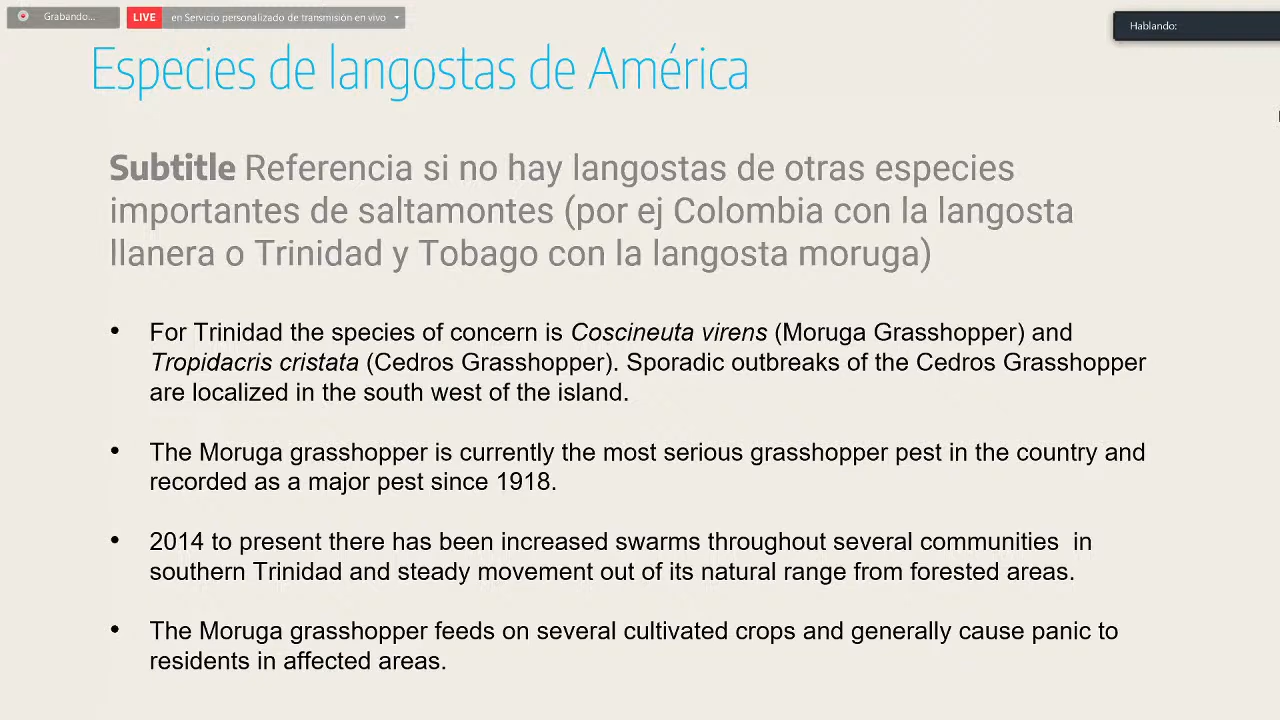 Grabando...
LIVE en Servicio personalizado de transmisión en vivo
Hablando:
Especies de langostas de América
Subtitle Referencia si no hay langostas de otras especies
importantes de saltamontes (por ej Colombia con la langosta
llanera o Trinidad y Tobago con la langosta moruga)
• For Trinidad the species of concern is Coscineuta virens (Moruga Grasshopper) and
Tropidacris cristata (Cedros Grasshopper). Sporadic outbreaks of the Cedros Grasshopper
are localized in the south west of the island.
• The Moruga grasshopper is currently the most serious grasshopper pest in the country and
recorded as a major pest since 1918.
• 2014 to present there has been increased swarms throughout several communities in
southern Trinidad and steady movement out of its natural range from forested areas.
• The Moruga grasshopper feeds on several cultivated crops and generally cause panic to
residents in affected areas.